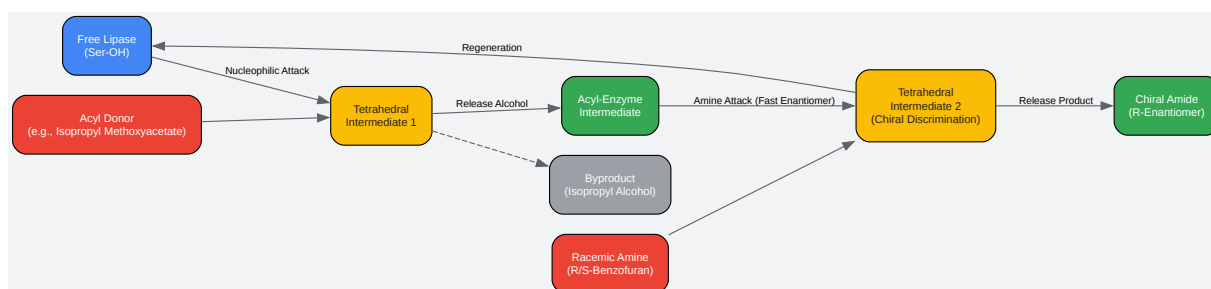 Free Lipase
(Ser-OH)
Regeneration
Nucleophilic Attack
Acyl Donor
(e.g., Isopropyl Methoxyacetate)
Tetrahedral
Intermediate 1
Release Alcohol
Acyl-Enzyme
Intermediate
Amine Attack (Fast Enantiomer)
Tetrahedral
Intermediate 2
(Chiral Discrimination)
Release Product
Chiral Amide
(R-Enantiomer)
Byproduct
(Isopropyl Alcohol)
Racemic Amine
(R/S-Benzofuran)